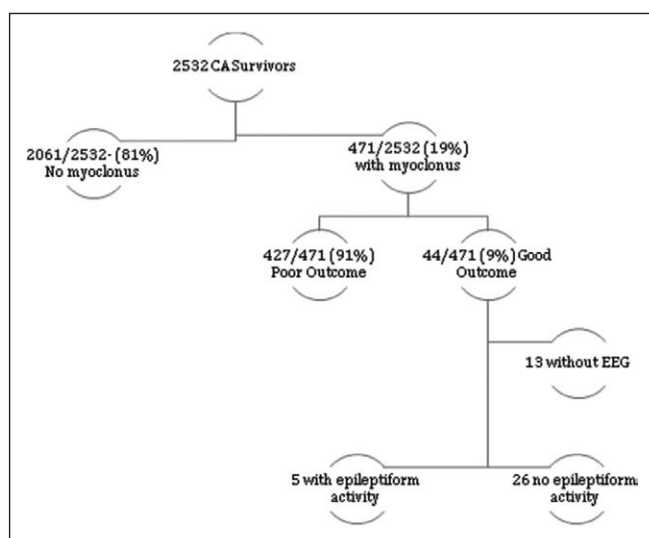 2532 CA Survivors
2061/2532- (81%)
No myoclonus
471/2532 (19%)
with myoclonus
427/471 (91%)
Poor Outcome
44/471 (9%) Good
Outcome
13 without EEG
5 with epileptiform
activity
26 no epileptiform
activity